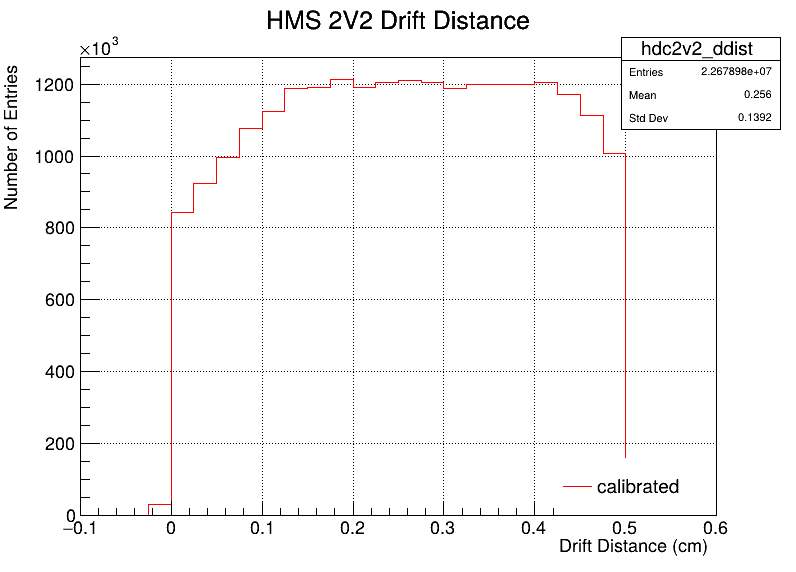 HMS 2V2 Drift Distance
×10³
hdc2v2_ddist
Entries 2.267898e+07
Mean 0.256
Std Dev 0.1392
Number of Entries
1200
1000
800
600
400
200
0
calibrated
−0.1 0 0.1 0.2 0.3 0.4 0.5 0.6
Drift Distance (cm)